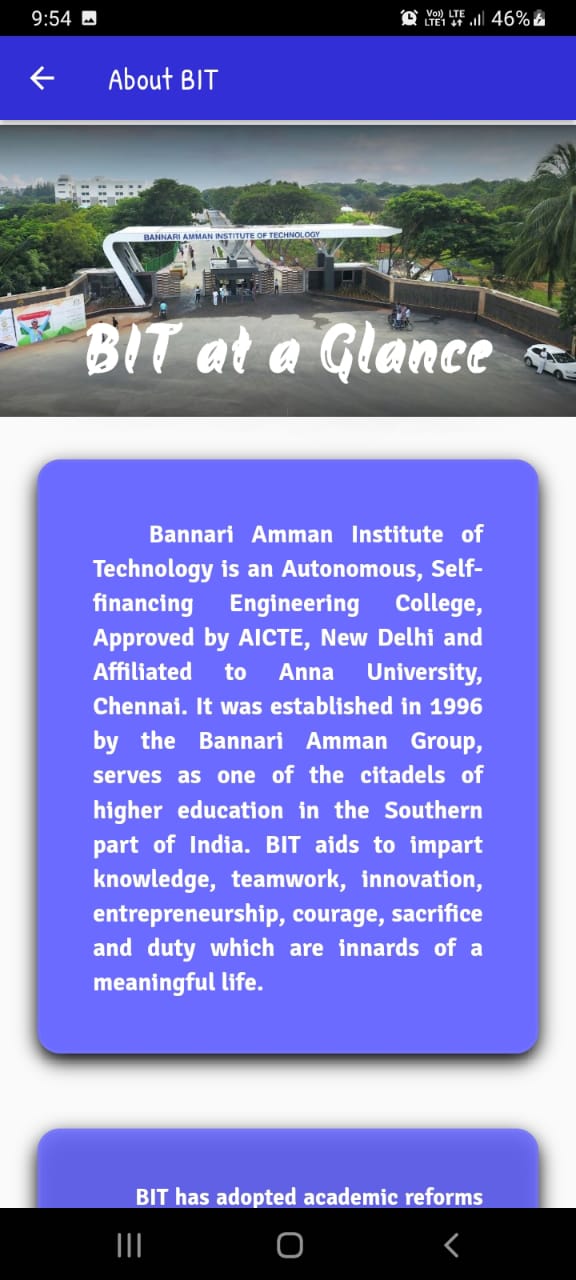 9:54
Vo)) LTE
LTE1
46%
About BIT
BANNARI AMMAN INSTITUTE OF TECHNOLOGY
BIT at a Glance
Bannari Amman Institute of
Technology is an Autonomous, Self-
financing Engineering College,
Approved by AICTE, New Delhi and
Affiliated to Anna University,
Chennai. It was established in 1996
by the Bannari Amman Group,
serves as one of the citadels of
higher education in the Southern
part of India. BIT aids to impart
knowledge, teamwork, innovation,
entrepreneurship, courage, sacrifice
and duty which are innards of a
meaningful life.
BIT has adopted academic reforms